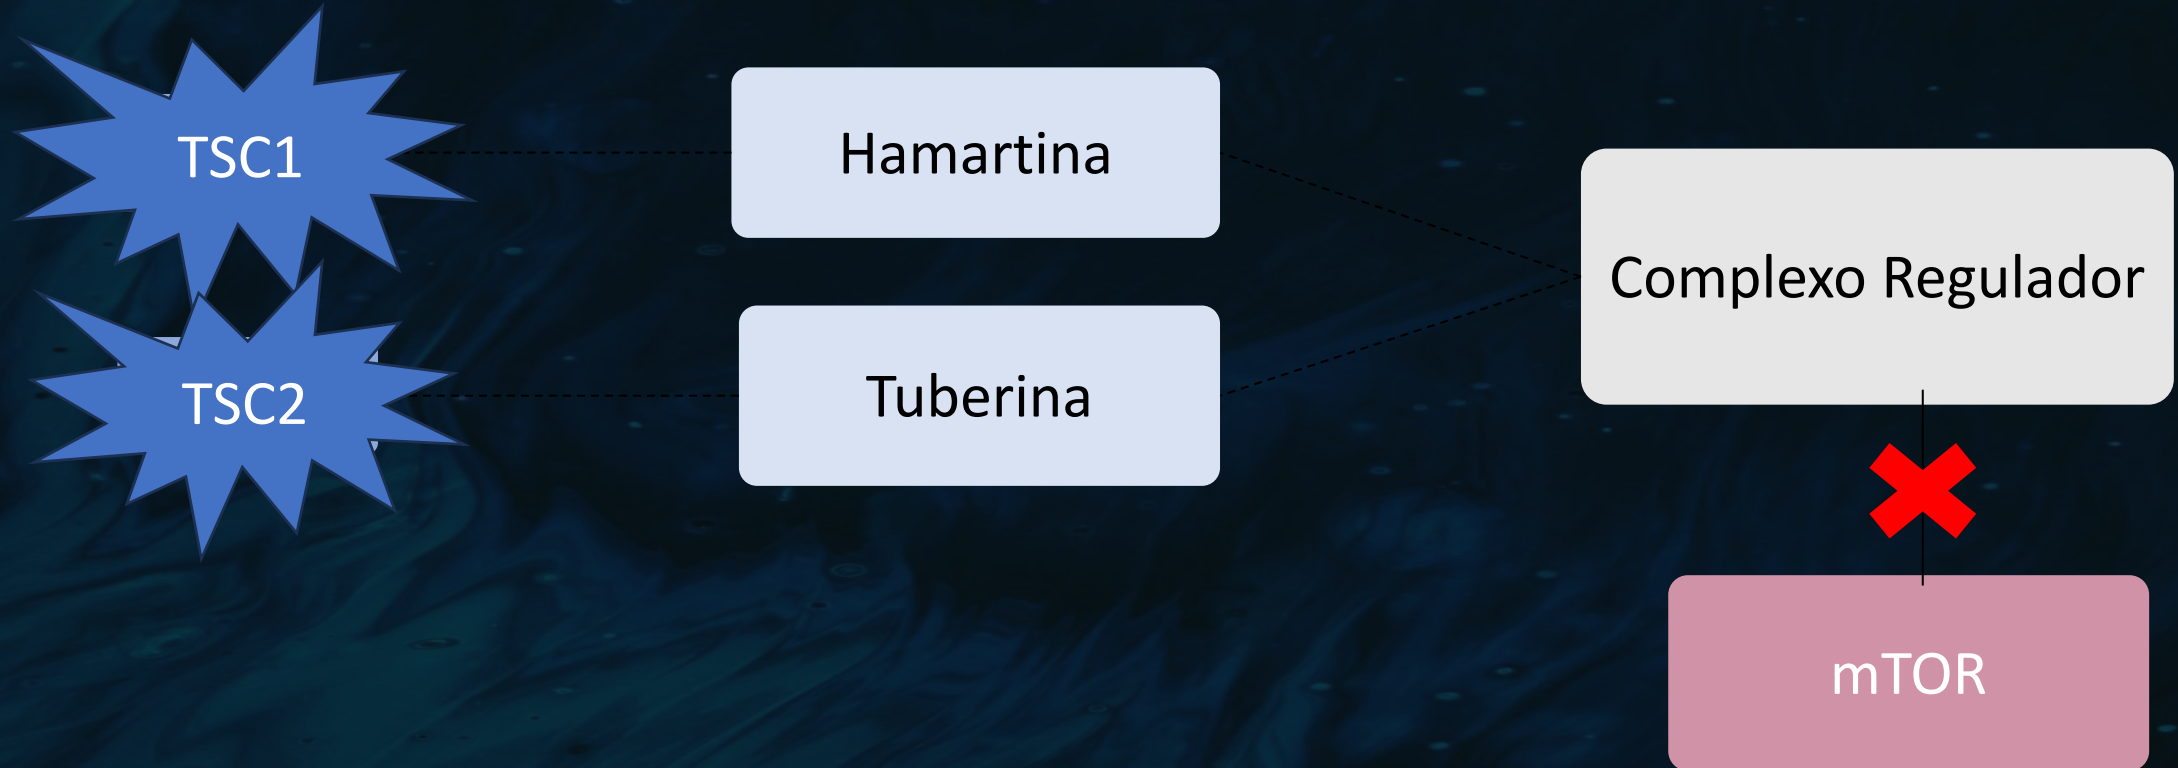 TSC1
Hamartina
Complexo Regulador
TSC2
Tuberina
mTOR